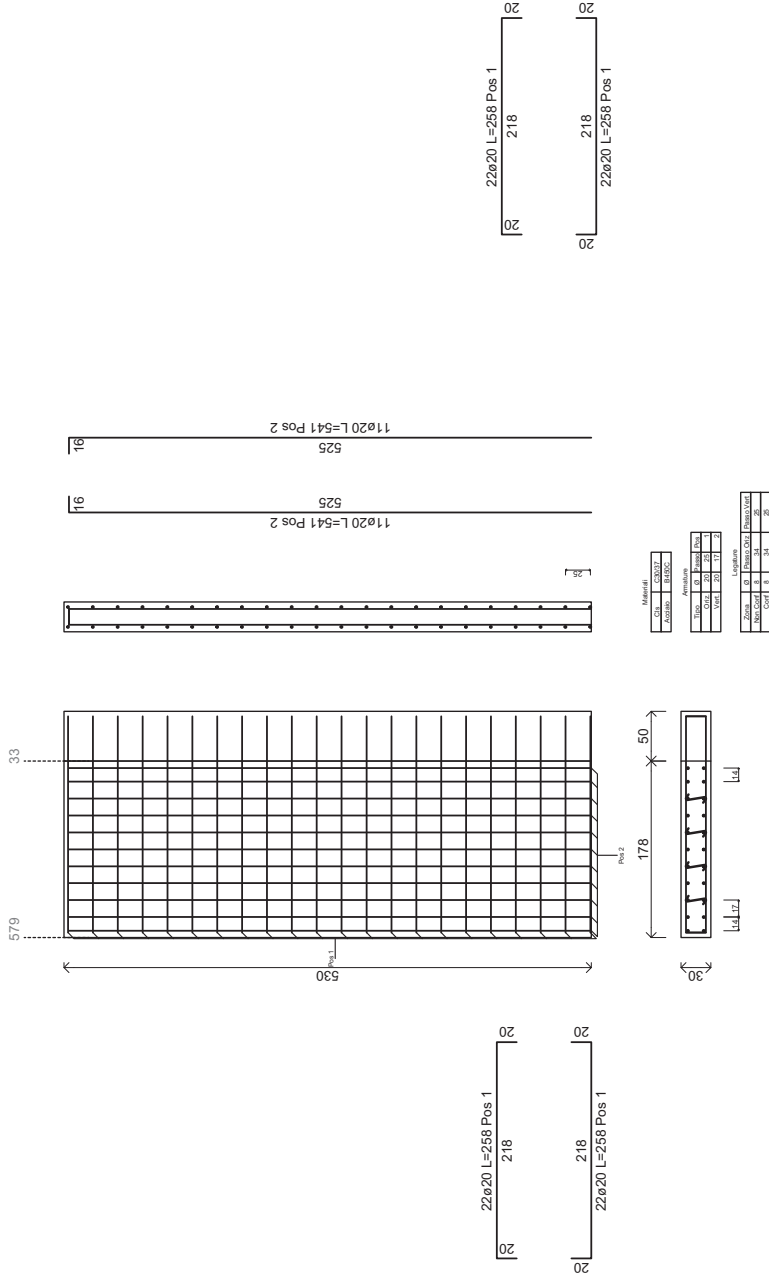 20
20
22ø20 L=258 Pos 1
218
20
218
22ø20 L=258 Pos 1
20
16
11ø20 L=541 Pos 2
525
16
11ø20 L=541 Pos 2
525
25
Materiali
Cls C30/37
Acciaio B450C
Armature
Tipo Ø Passo Pos
Oriz. 20 25 1
Vert. 20 17 2
Legature
Zona Ø Passo Oriz. Passo Vert.
Non Conf. 8 34 25
Conf. 8 34 25
33
579
50
178
Pos 2
Pos 1
530
14
17
14
30
20
20
22ø20 L=258 Pos 1
218
20
218
22ø20 L=258 Pos 1
20